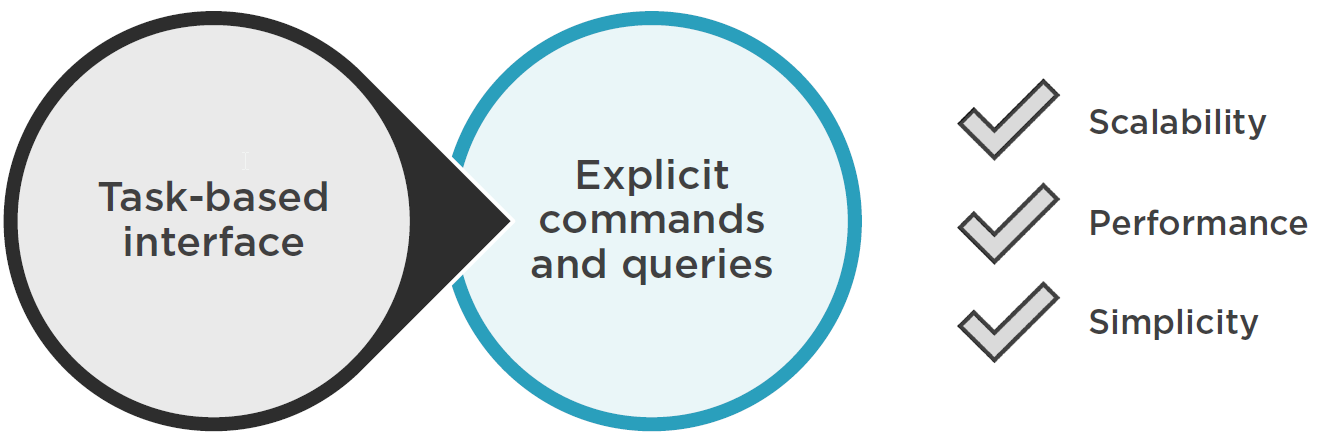 Task-based
interface
Explicit
commands
and queries
Scalability
Performance
Simplicity